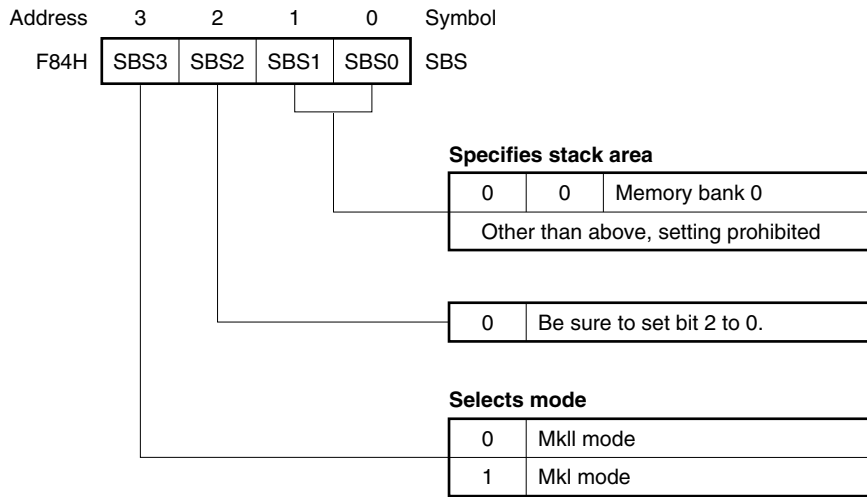 Address 3 2 1 0 Symbol
F84H SBS3 SBS2 SBS1 SBS0 SBS
Specifies stack area
0 0 Memory bank 0
Other than above, setting prohibited
0 Be sure to set bit 2 to 0.
Selects mode
0 MkII mode
1 MkI mode